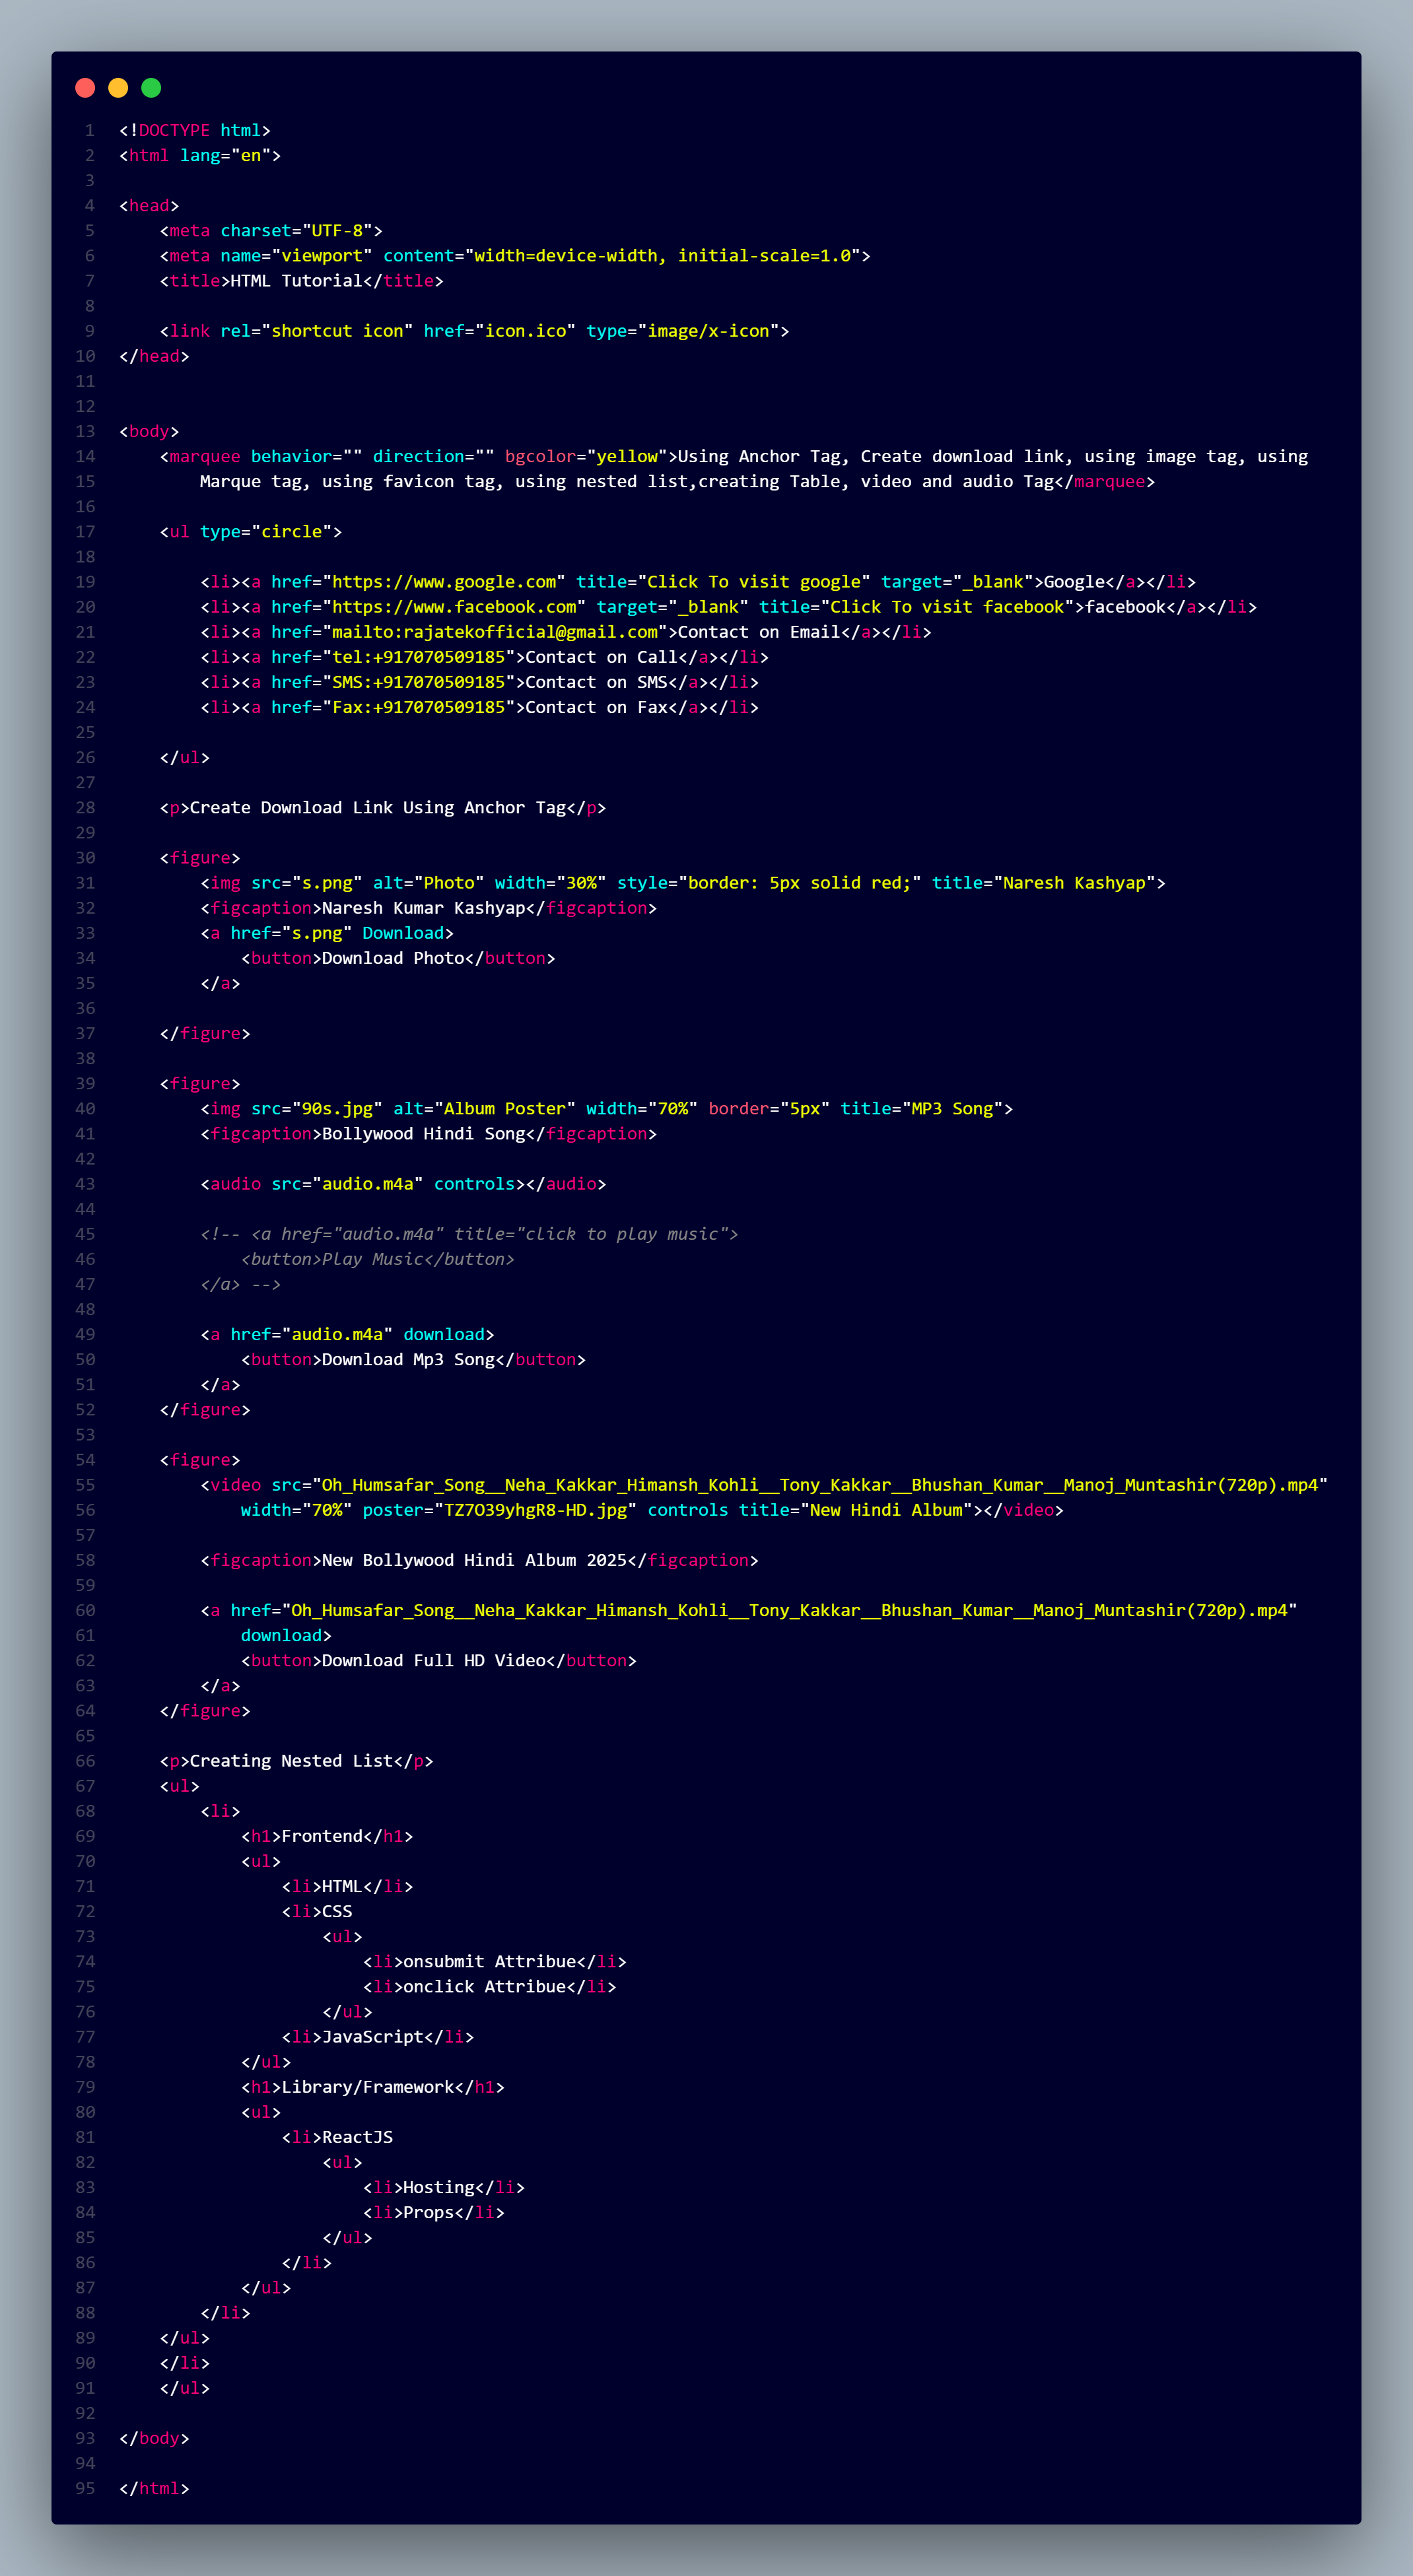 1 <!DOCTYPE html>
2 <html lang="en">
3
4 <head>
5     <meta charset="UTF-8">
6     <meta name="viewport" content="width=device-width, initial-scale=1.0">
7     <title>HTML Tutorial</title>
8
9     <link rel="shortcut icon" href="icon.ico" type="image/x-icon">
10 </head>
11
12
13 <body>
14     <marquee behavior="" direction="" bgcolor="yellow">Using Anchor Tag, Create download link, using image tag, using
15         Marque tag, using favicon tag, using nested list,creating Table, video and audio Tag</marquee>
16
17     <ul type="circle">
18
19         <li><a href="https://www.google.com" title="Click To visit google" target="_blank">Google</a></li>
20         <li><a href="https://www.facebook.com" target="_blank" title="Click To visit facebook">facebook</a></li>
21         <li><a href="mailto:rajatekofficial@gmail.com">Contact on Email</a></li>
22         <li><a href="tel:+917070509185">Contact on Call</a></li>
23         <li><a href="SMS:+917070509185">Contact on SMS</a></li>
24         <li><a href="Fax:+917070509185">Contact on Fax</a></li>
25
26     </ul>
27
28     <p>Create Download Link Using Anchor Tag</p>
29
30     <figure>
31         <img src="s.png" alt="Photo" width="30%" style="border: 5px solid red;" title="Naresh Kashyap">
32         <figcaption>Naresh Kumar Kashyap</figcaption>
33         <a href="s.png" Download>
34             <button>Download Photo</button>
35         </a>
36
37     </figure>
38
39     <figure>
40         <img src="90s.jpg" alt="Album Poster" width="70%" border="5px" title="MP3 Song">
41         <figcaption>Bollywood Hindi Song</figcaption>
42
43         <audio src="audio.m4a" controls></audio>
44
45         <!-- <a href="audio.m4a" title="click to play music">
46             <button>Play Music</button>
47         </a> -->
48
49         <a href="audio.m4a" download>
50             <button>Download Mp3 Song</button>
51         </a>
52     </figure>
53
54     <figure>
55         <video src="Oh_Humsafar_Song__Neha_Kakkar_Himansh_Kohli__Tony_Kakkar__Bhushan_Kumar__Manoj_Muntashir(720p).mp4"
56             width="70%" poster="TZ7O39yhgR8-HD.jpg" controls title="New Hindi Album"></video>
57
58         <figcaption>New Bollywood Hindi Album 2025</figcaption>
59
60         <a href="Oh_Humsafar_Song__Neha_Kakkar_Himansh_Kohli__Tony_Kakkar__Bhushan_Kumar__Manoj_Muntashir(720p).mp4"
61             download>
62             <button>Download Full HD Video</button>
63         </a>
64     </figure>
65
66     <p>Creating Nested List</p>
67     <ul>
68         <li>
69             <h1>Frontend</h1>
70             <ul>
71                 <li>HTML</li>
72                 <li>CSS
73                     <ul>
74                         <li>onsubmit Attribue</li>
75                         <li>onclick Attribue</li>
76                     </ul>
77                 <li>JavaScript</li>
78             </ul>
79             <h1>Library/Framework</h1>
80             <ul>
81                 <li>ReactJS
82                     <ul>
83                         <li>Hosting</li>
84                         <li>Props</li>
85                     </ul>
86                 </li>
87             </ul>
88         </li>
89     </ul>
90     </li>
91     </ul>
92
93 </body>
94
95 </html>